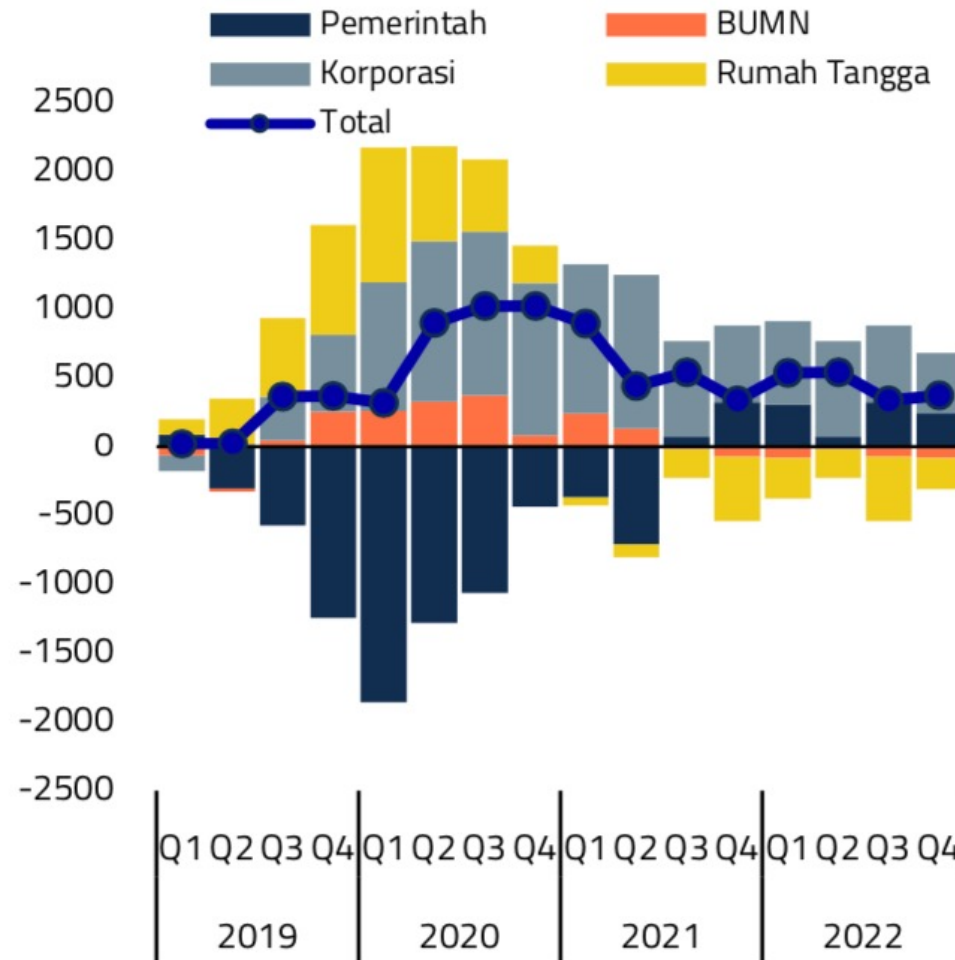 Pemerintah BUMN
Korporasi Rumah Tangga
Total
2500
2000
1500
1000
500
0
-500
-1000
-1500
-2000
-2500
Q1 Q2 Q3 Q4 Q1 Q2 Q3 Q4 Q1 Q2 Q3 Q4 Q1 Q2 Q3 Q4
2019 2020 2021 2022